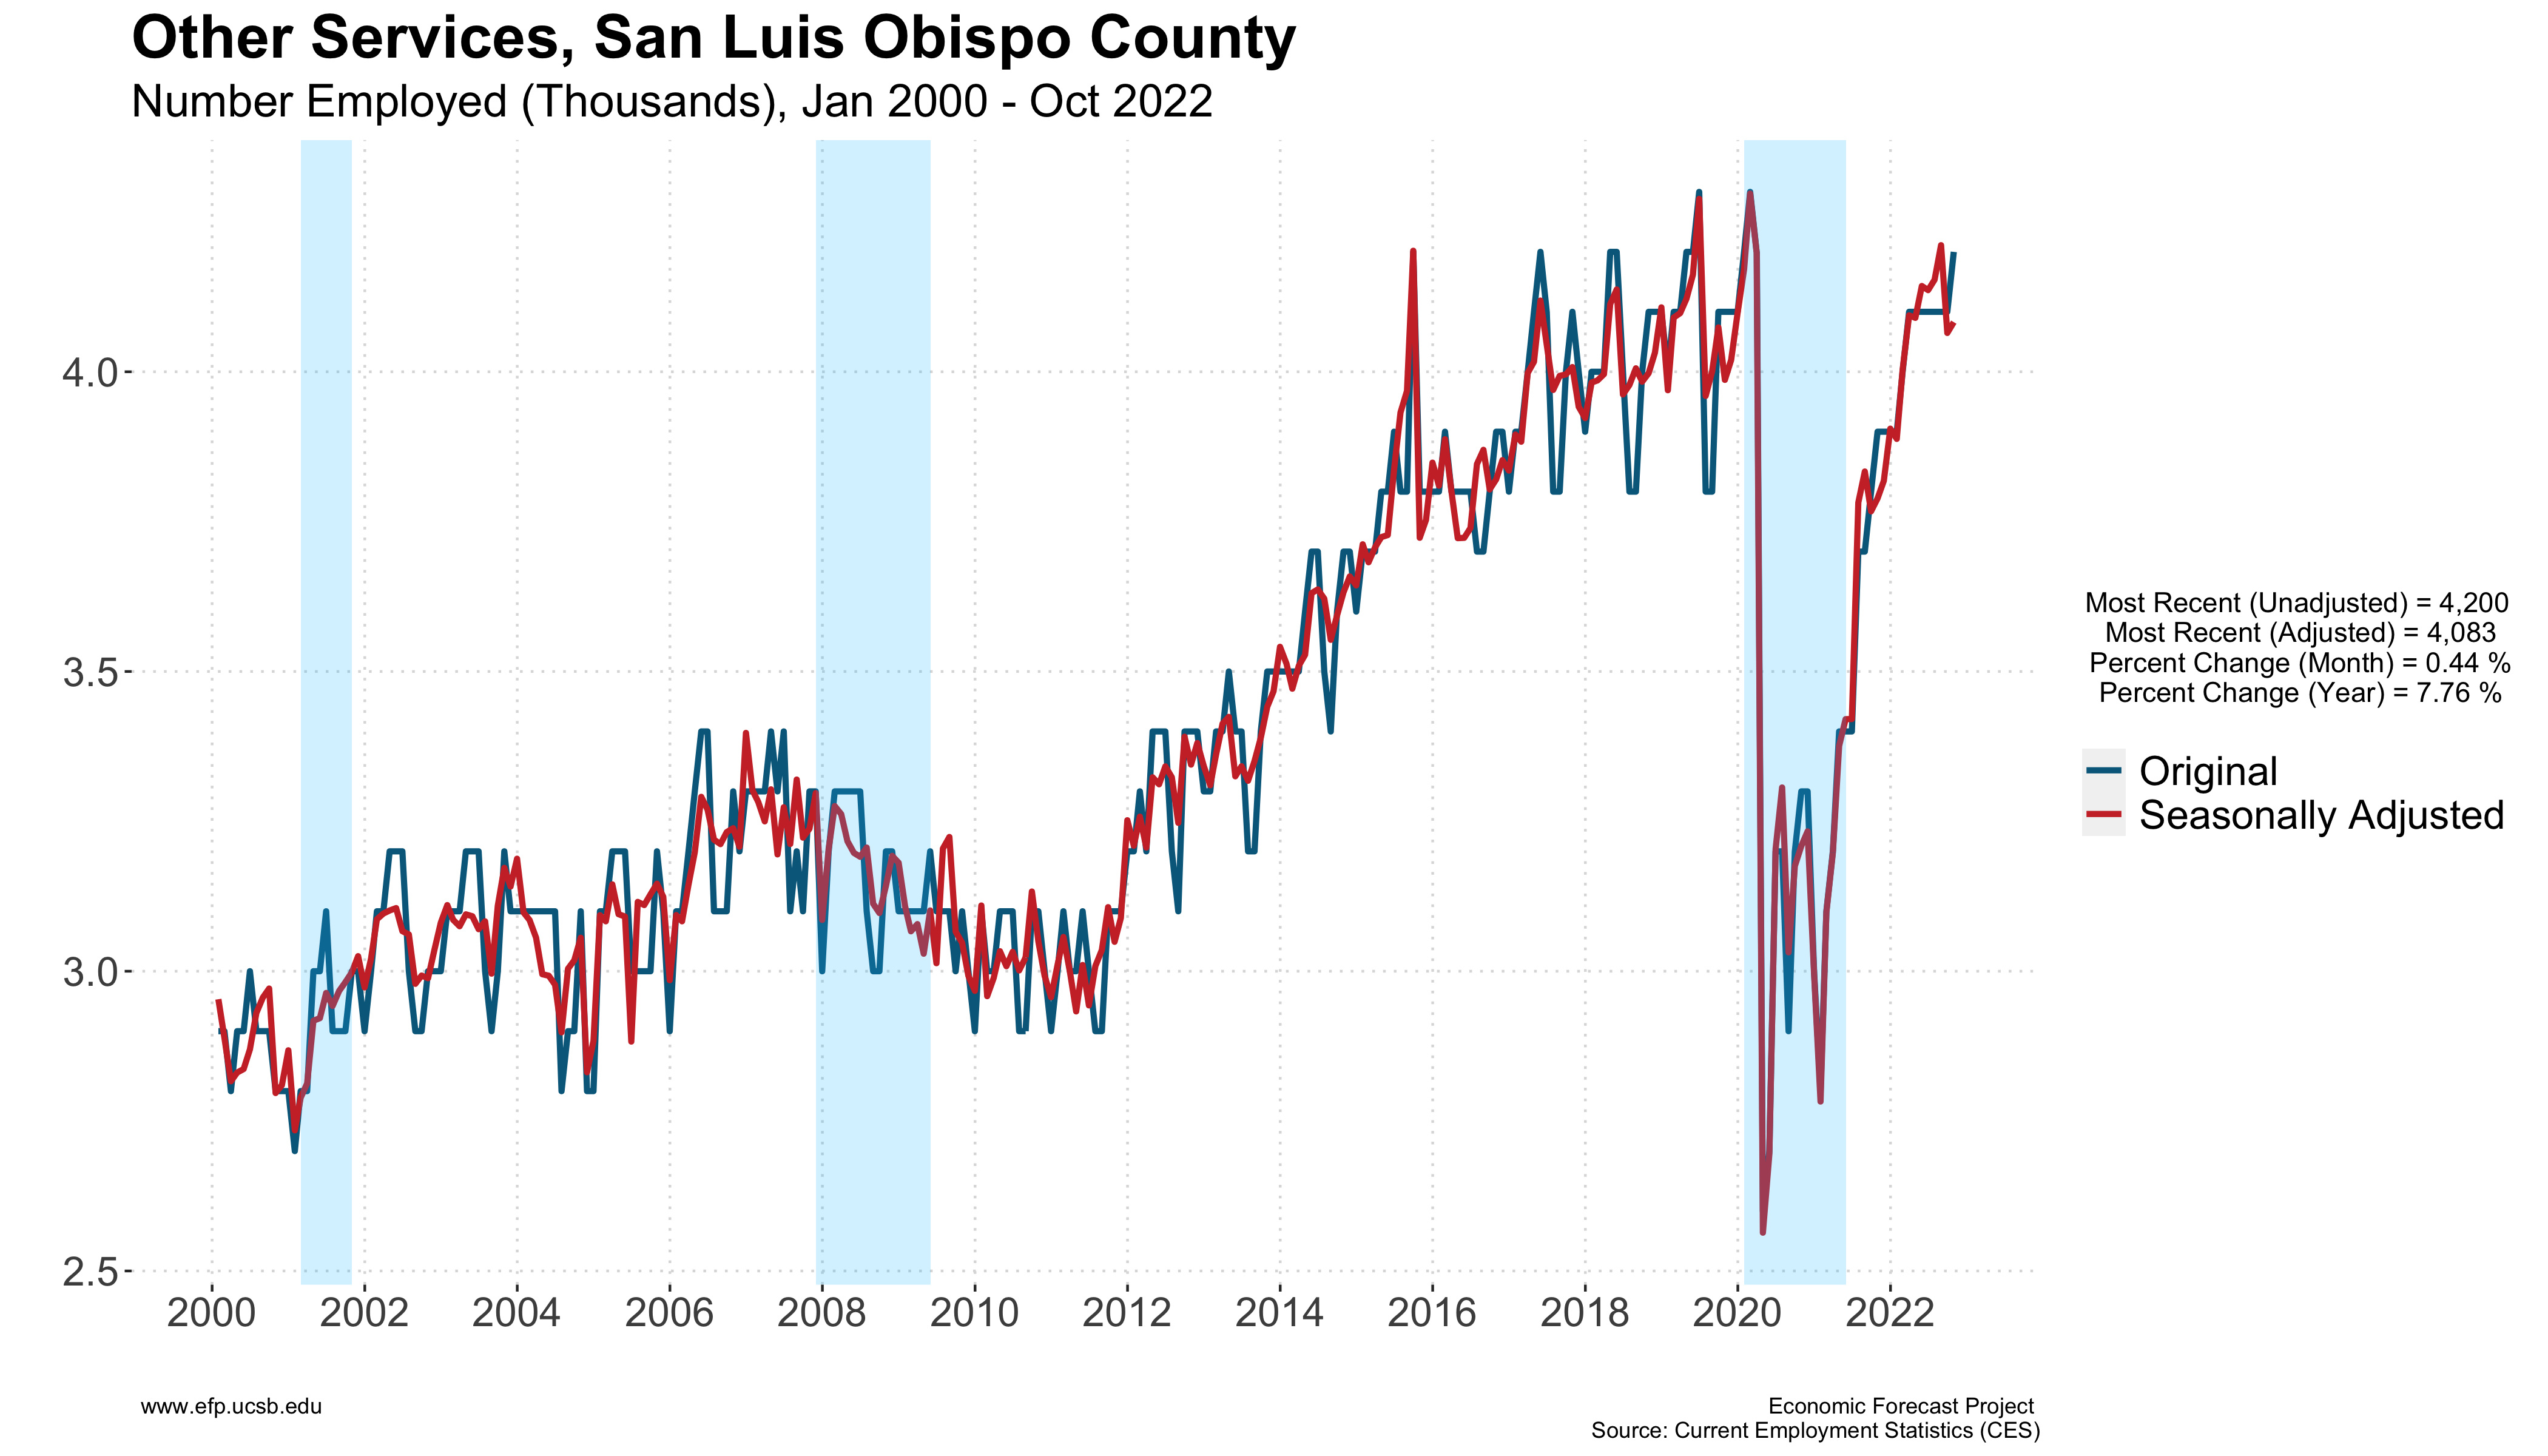 Other Services, San Luis Obispo County
Number Employed (Thousands), Jan 2000 - Oct 2022
4.0
3.5
3.0
2.5
2000 2002 2004 2006 2008 2010 2012 2014 2016 2018 2020 2022
Most Recent (Unadjusted) = 4,200
Most Recent (Adjusted) = 4,083
Percent Change (Month) = 0.44 %
Percent Change (Year) = 7.76 %
Original
Seasonally Adjusted
www.efp.ucsb.edu
Economic Forecast Project
Source: Current Employment Statistics (CES)